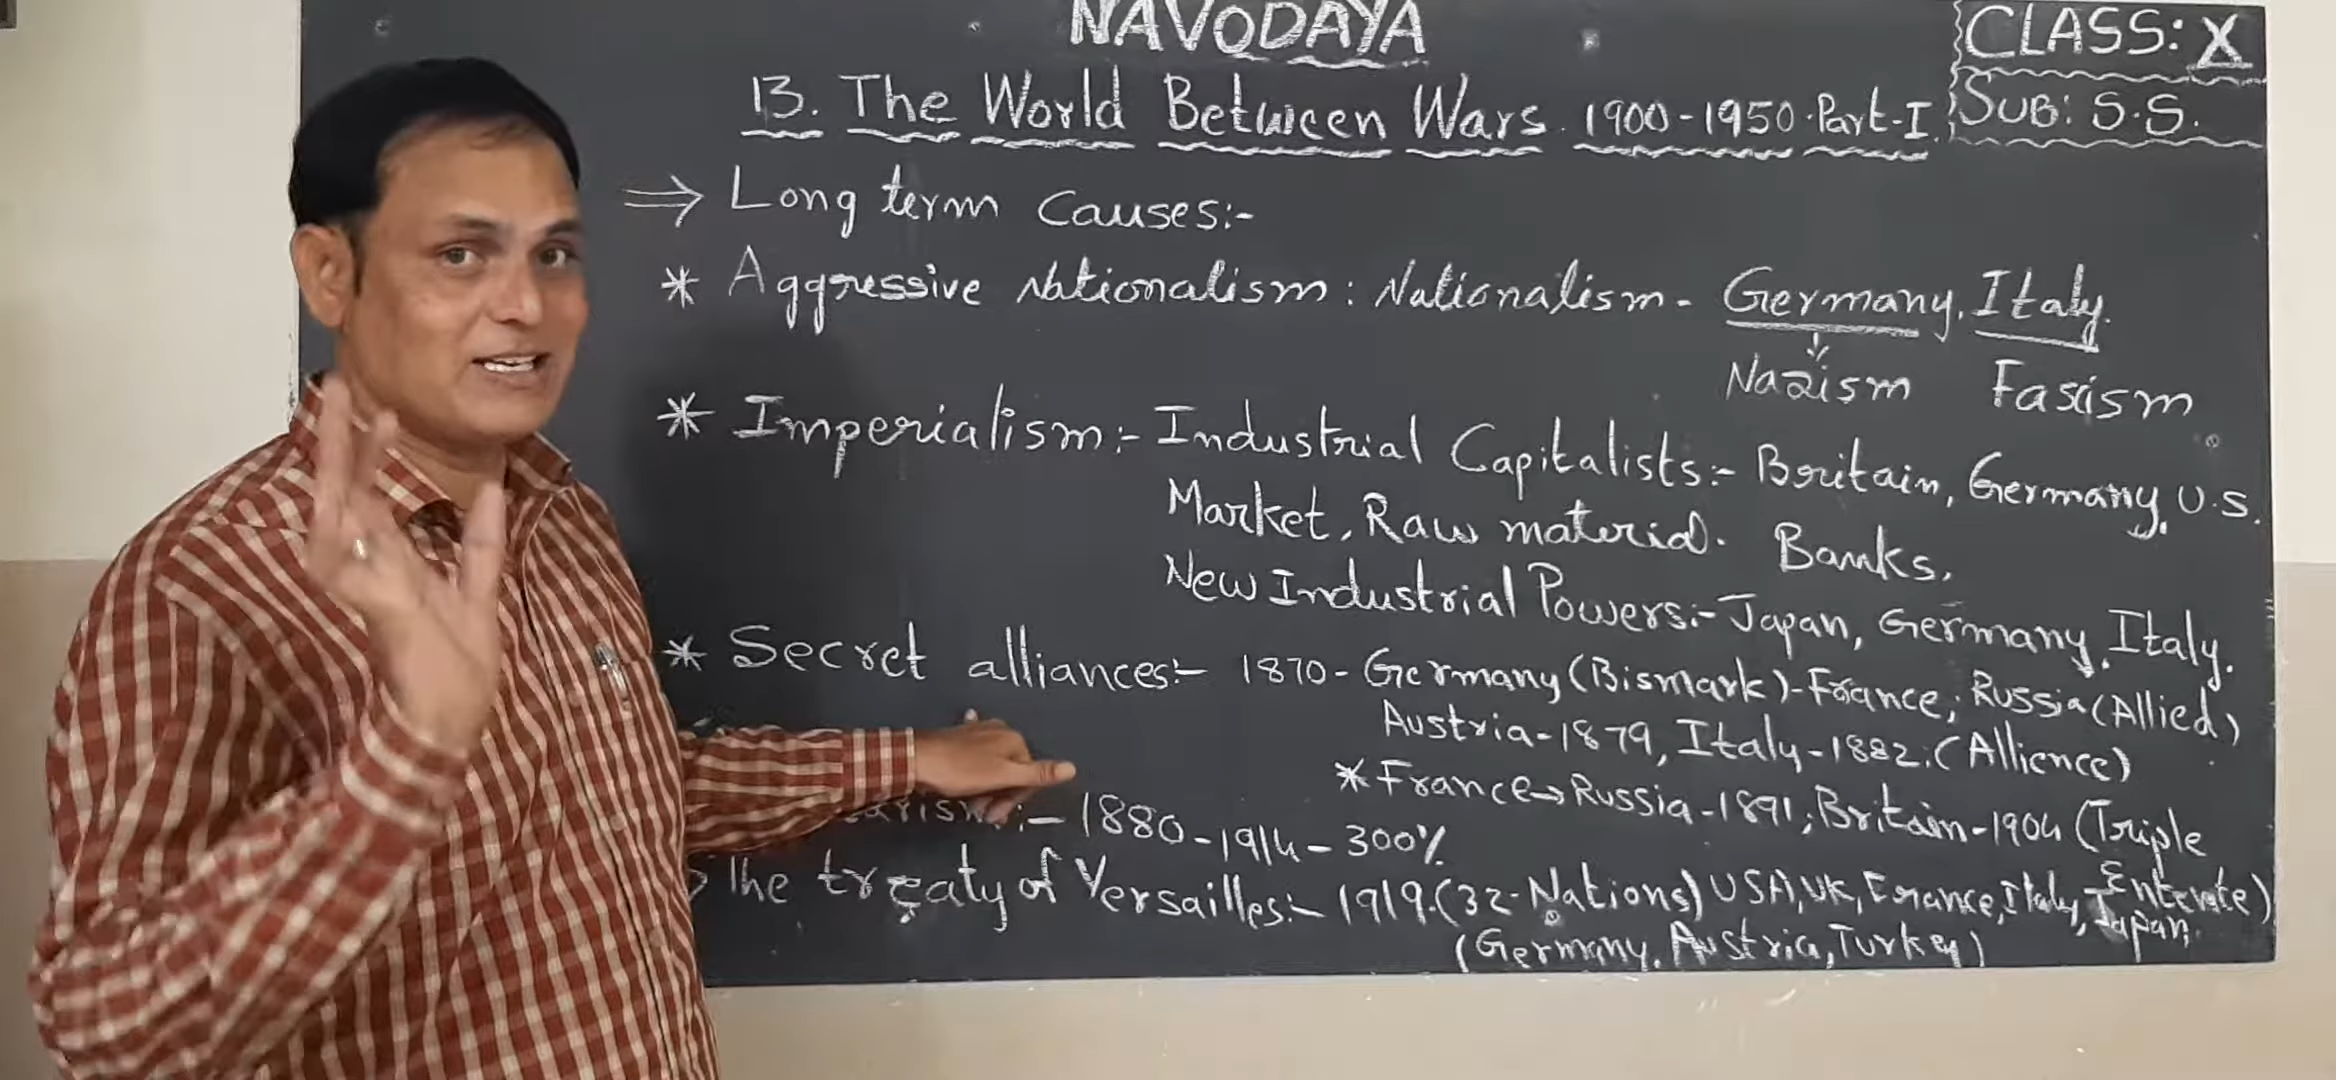 NAVODAYA
CLASS: X
SUB: S.S.
13. The World Between Wars. 1900-1950.Part-I.
⇒ Long term Causes:-
* Aggressive Nationalism: Nationalism - Germany, Italy.
Nazism Fascism
* Imperialism:- Industrial Capitalists:- Britain, Germany, U.S.
Market, Raw material. Banks,
New Industrial Powers:- Japan, Germany, Italy.
* Secret alliances:- 1870 - Germany (Bismark) - France; Russia (Allied)
Austria-1879, Italy-1882; (Allience)
* France → Russia-1891; Britain-1904 (Triple
Entente)
:- 1880-1914-300%
The treaty of Versailles:- 1919.(32-Nations) USA, UK, France, Italy, Japan,
(Germany, Austria, Turkey)